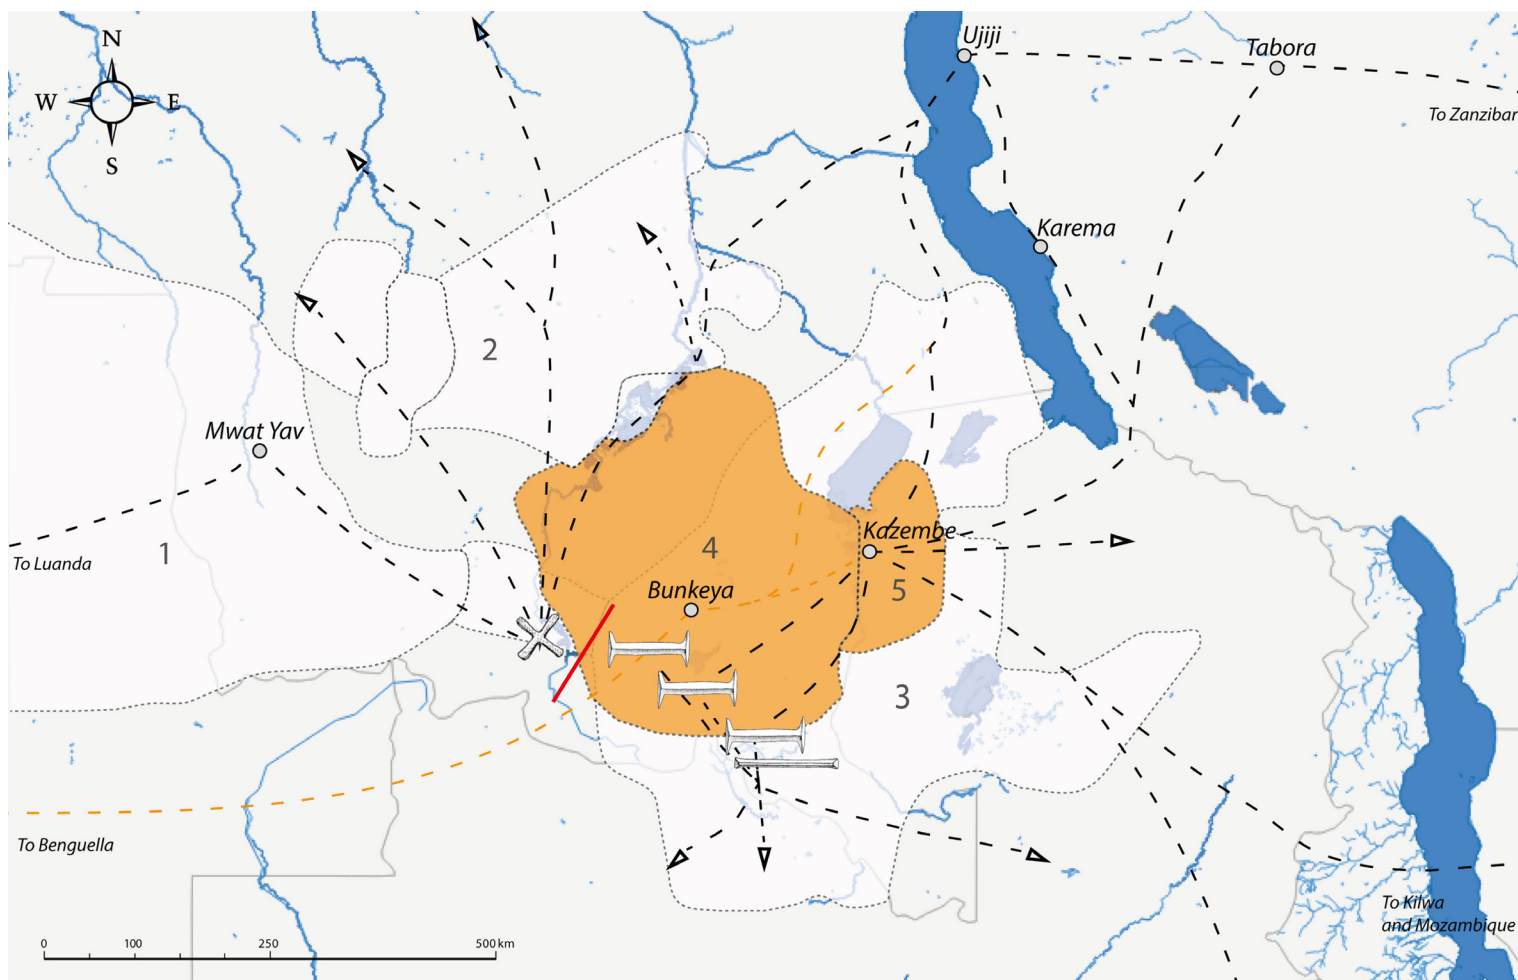 N
W
E
S
Ujiji
Tabora
To Zanzibar
Karema
2
Mwat Yav
To Luanda
1
4
Kazembe
Bunkeya
5
3
To Benguella
To Kilwa
and Mozambique
0 100 250 500 km